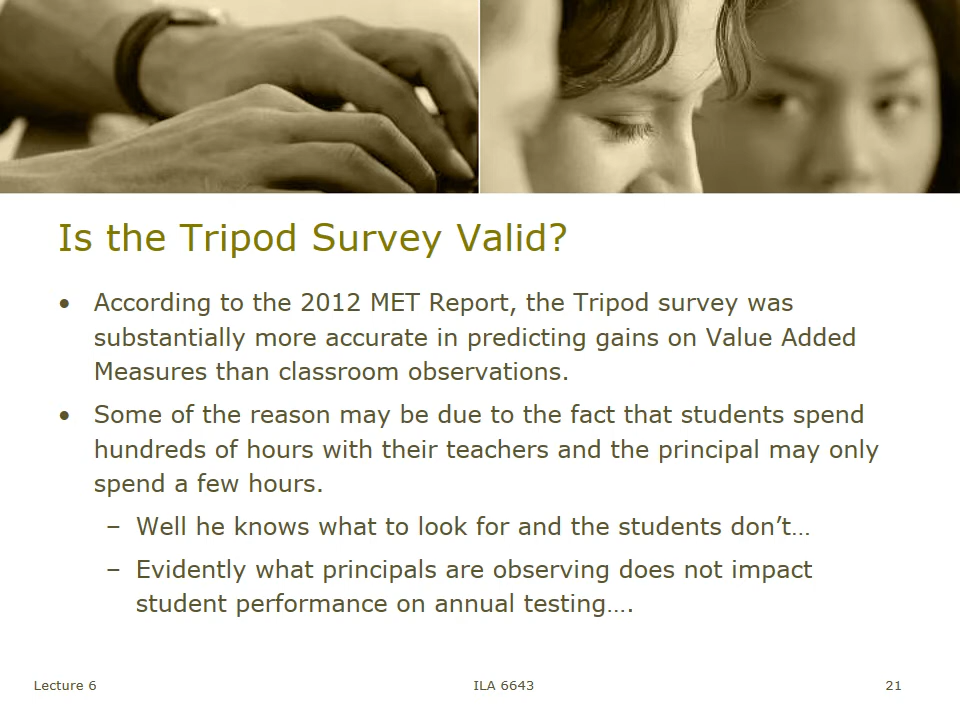 Is the Tripod Survey Valid?
• According to the 2012 MET Report, the Tripod survey was
substantially more accurate in predicting gains on Value Added
Measures than classroom observations.
• Some of the reason may be due to the fact that students spend
hundreds of hours with their teachers and the principal may only
spend a few hours.
– Well he knows what to look for and the students don’t…
– Evidently what principals are observing does not impact
student performance on annual testing….
Lecture 6 ILA 6643 21